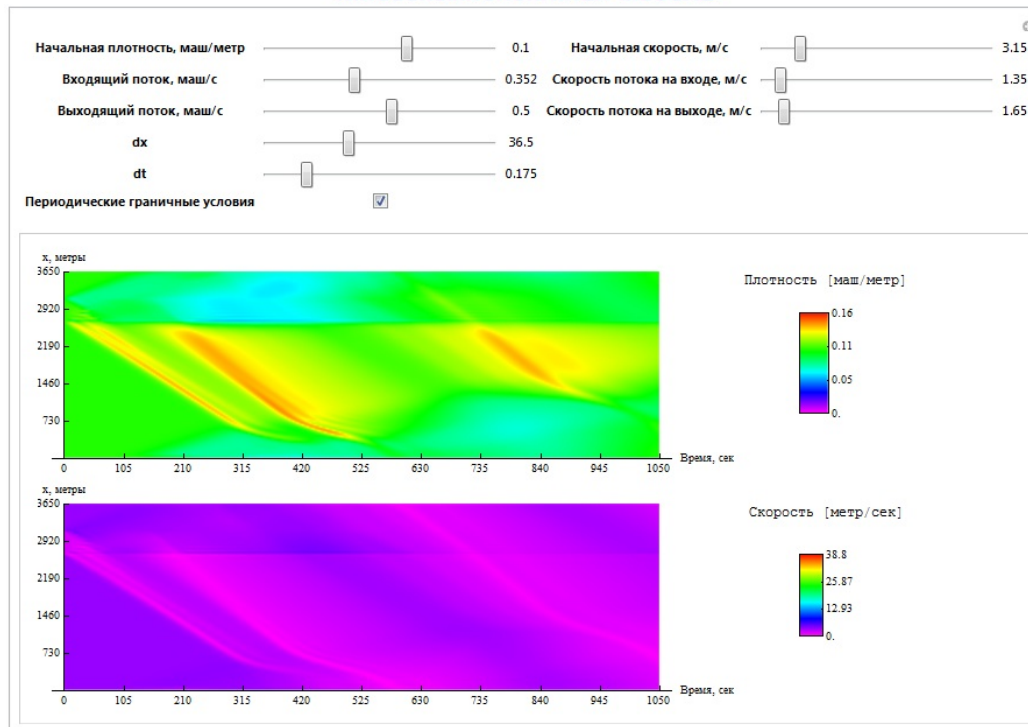 Начальная плотность, маш/метр 0.1 Начальная скорость, м/с 3.15
Входящий поток, маш/с 0.352 Скорость потока на входе, м/с 1.35
Выходящий поток, маш/с 0.5 Скорость потока на выходе, м/с 1.65
dx 36.5
dt 0.175
Периодические граничные условия
x, метры
3650
2920
2190
1460
730
0 105 210 315 420 525 630 735 840 945 1050 Время, сек
Плотность [маш/метр]
0.16
0.11
0.05
0.
x, метры
3650
2920
2190
1460
730
0 105 210 315 420 525 630 735 840 945 1050 Время, сек
Скорость [метр/сек]
38.8
25.87
12.93
0.